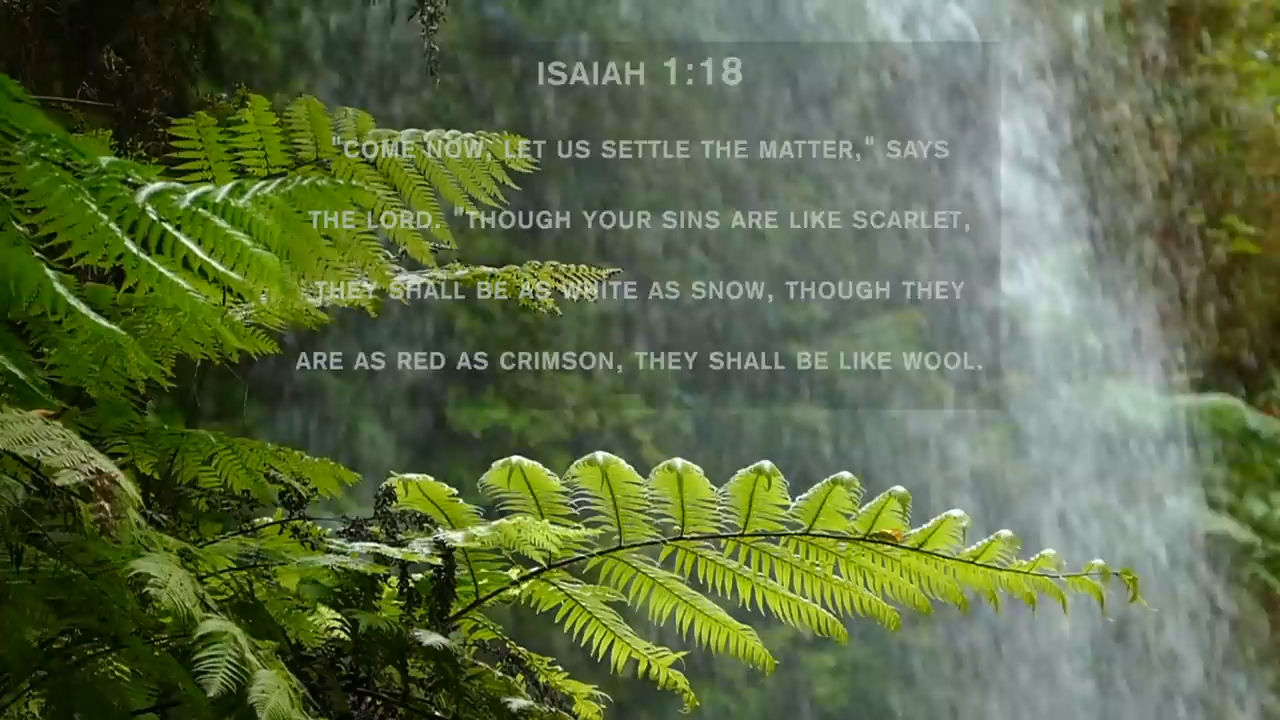 ISAIAH 1:18
"COME NOW, LET US SETTLE THE MATTER," SAYS
THE LORD. "THOUGH YOUR SINS ARE LIKE SCARLET,
THEY SHALL BE AS WHITE AS SNOW, THOUGH THEY
ARE AS RED AS CRIMSON, THEY SHALL BE LIKE WOOL.